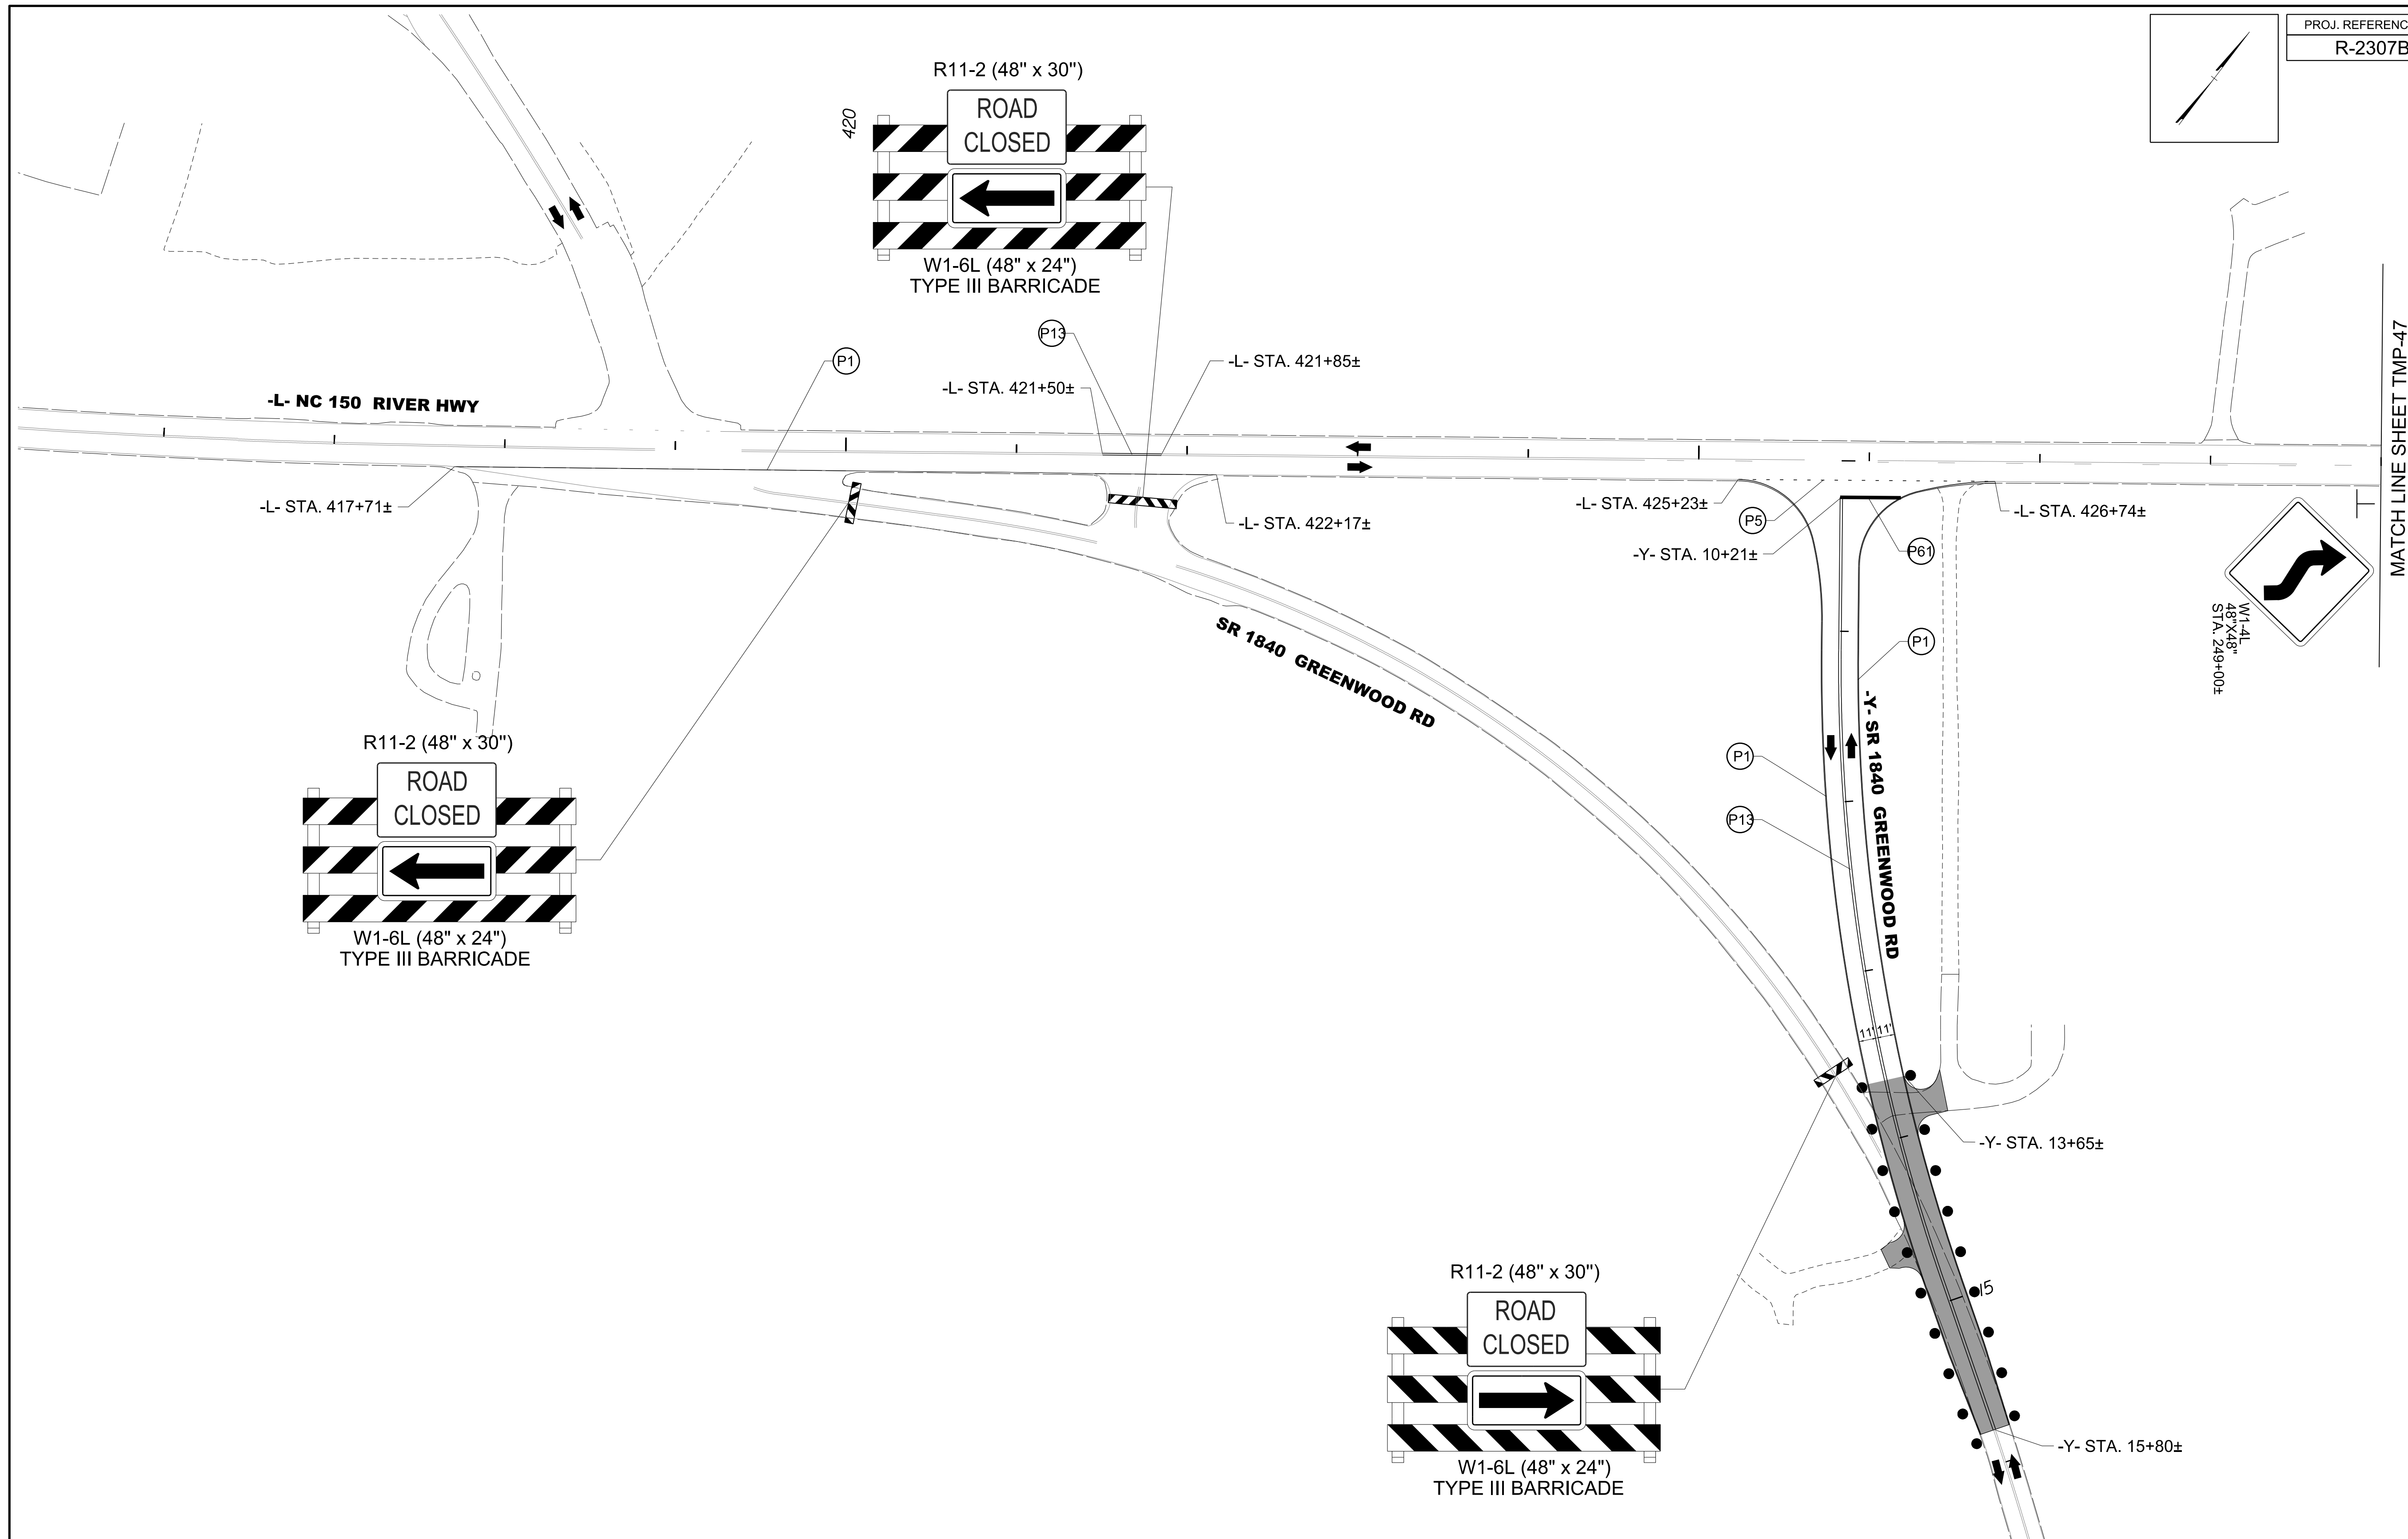 PROJ. REFERENC
R-2307B
R11-2 (48" x 30")
420
ROAD
CLOSED
W1-6L (48" x 24")
TYPE III BARRICADE
P13
P1
-L- STA. 421+85±
-L- STA. 421+50±
-L- NC 150 RIVER HWY
MATCH LINE SHEET TMP-47
-L- STA. 417+71±
-L- STA. 422+17±
-L- STA. 425+23±
P5
-L- STA. 426+74±
-Y- STA. 10+21±
P61
W1-4L
48"X48"
STA. 249+00±
SR 1840 GREENWOOD RD
P1
-Y- SR 1840 GREENWOOD RD
P1
P13
R11-2 (48" x 30")
ROAD
CLOSED
W1-6L (48" x 24")
TYPE III BARRICADE
11' 11'
-Y- STA. 13+65±
15
R11-2 (48" x 30")
ROAD
CLOSED
W1-6L (48" x 24")
TYPE III BARRICADE
-Y- STA. 15+80±